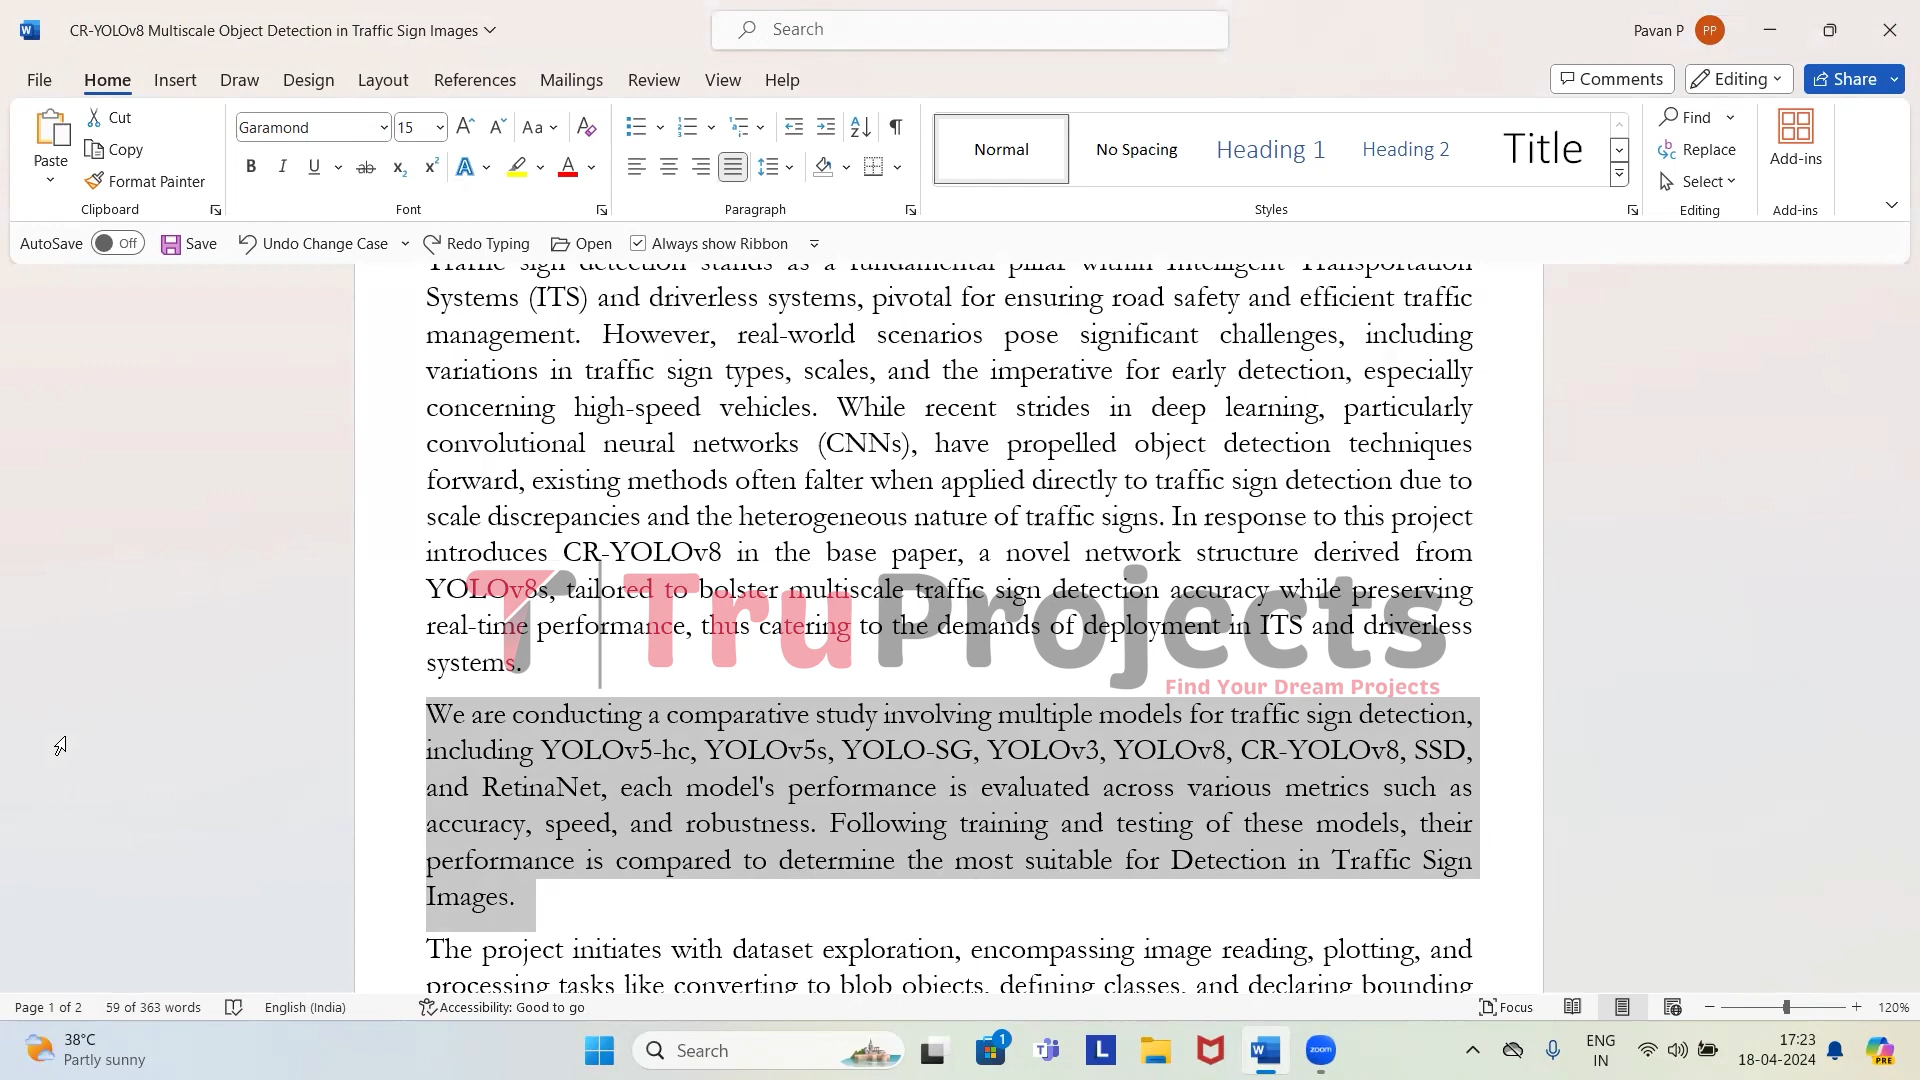 CR-YOLOv8 Multiscale Object Detection in Traffic Sign Images
Search
Pavan P
PP
File Home Insert Draw Design Layout References Mailings Review View Help
Comments
Editing
Share
Paste
Cut
Copy
Format Painter
Clipboard
Garamond
15
Aa
B I U ab x₂ x² A A
Font
Paragraph
Normal
No Spacing
Heading 1
Heading 2
Title
Styles
Find
Replace
Select
Editing
Add-ins
Add-ins
AutoSave Off Save Undo Change Case Redo Typing Open Always show Ribbon
Traffic sign detection stands as a fundamental pillar within Intelligent Transportation
Systems (ITS) and driverless systems, pivotal for ensuring road safety and efficient traffic
management. However, real-world scenarios pose significant challenges, including
variations in traffic sign types, scales, and the imperative for early detection, especially
concerning high-speed vehicles. While recent strides in deep learning, particularly
convolutional neural networks (CNNs), have propelled object detection techniques
forward, existing methods often falter when applied directly to traffic sign detection due to
scale discrepancies and the heterogeneous nature of traffic signs. In response to this project
introduces CR-YOLOv8 in the base paper, a novel network structure derived from
YOLOv8s, tailored to bolster multiscale traffic sign detection accuracy while preserving
real-time performance, thus catering to the demands of deployment in ITS and driverless
systems.
TruProjects
Find Your Dream Projects
We are conducting a comparative study involving multiple models for traffic sign detection,
including YOLOv5-hc, YOLOv5s, YOLO-SG, YOLOv3, YOLOv8, CR-YOLOv8, SSD,
and RetinaNet, each model's performance is evaluated across various metrics such as
accuracy, speed, and robustness. Following training and testing of these models, their
performance is compared to determine the most suitable for Detection in Traffic Sign
Images.
The project initiates with dataset exploration, encompassing image reading, plotting, and
processing tasks like converting to blob objects, defining classes, and declaring bounding
Page 1 of 2 59 of 363 words English (India) Accessibility: Good to go
Focus
120%
38°C
Partly sunny
Search
1
L
W
zoom
ENG
IN
17:23
18-04-2024
PRE